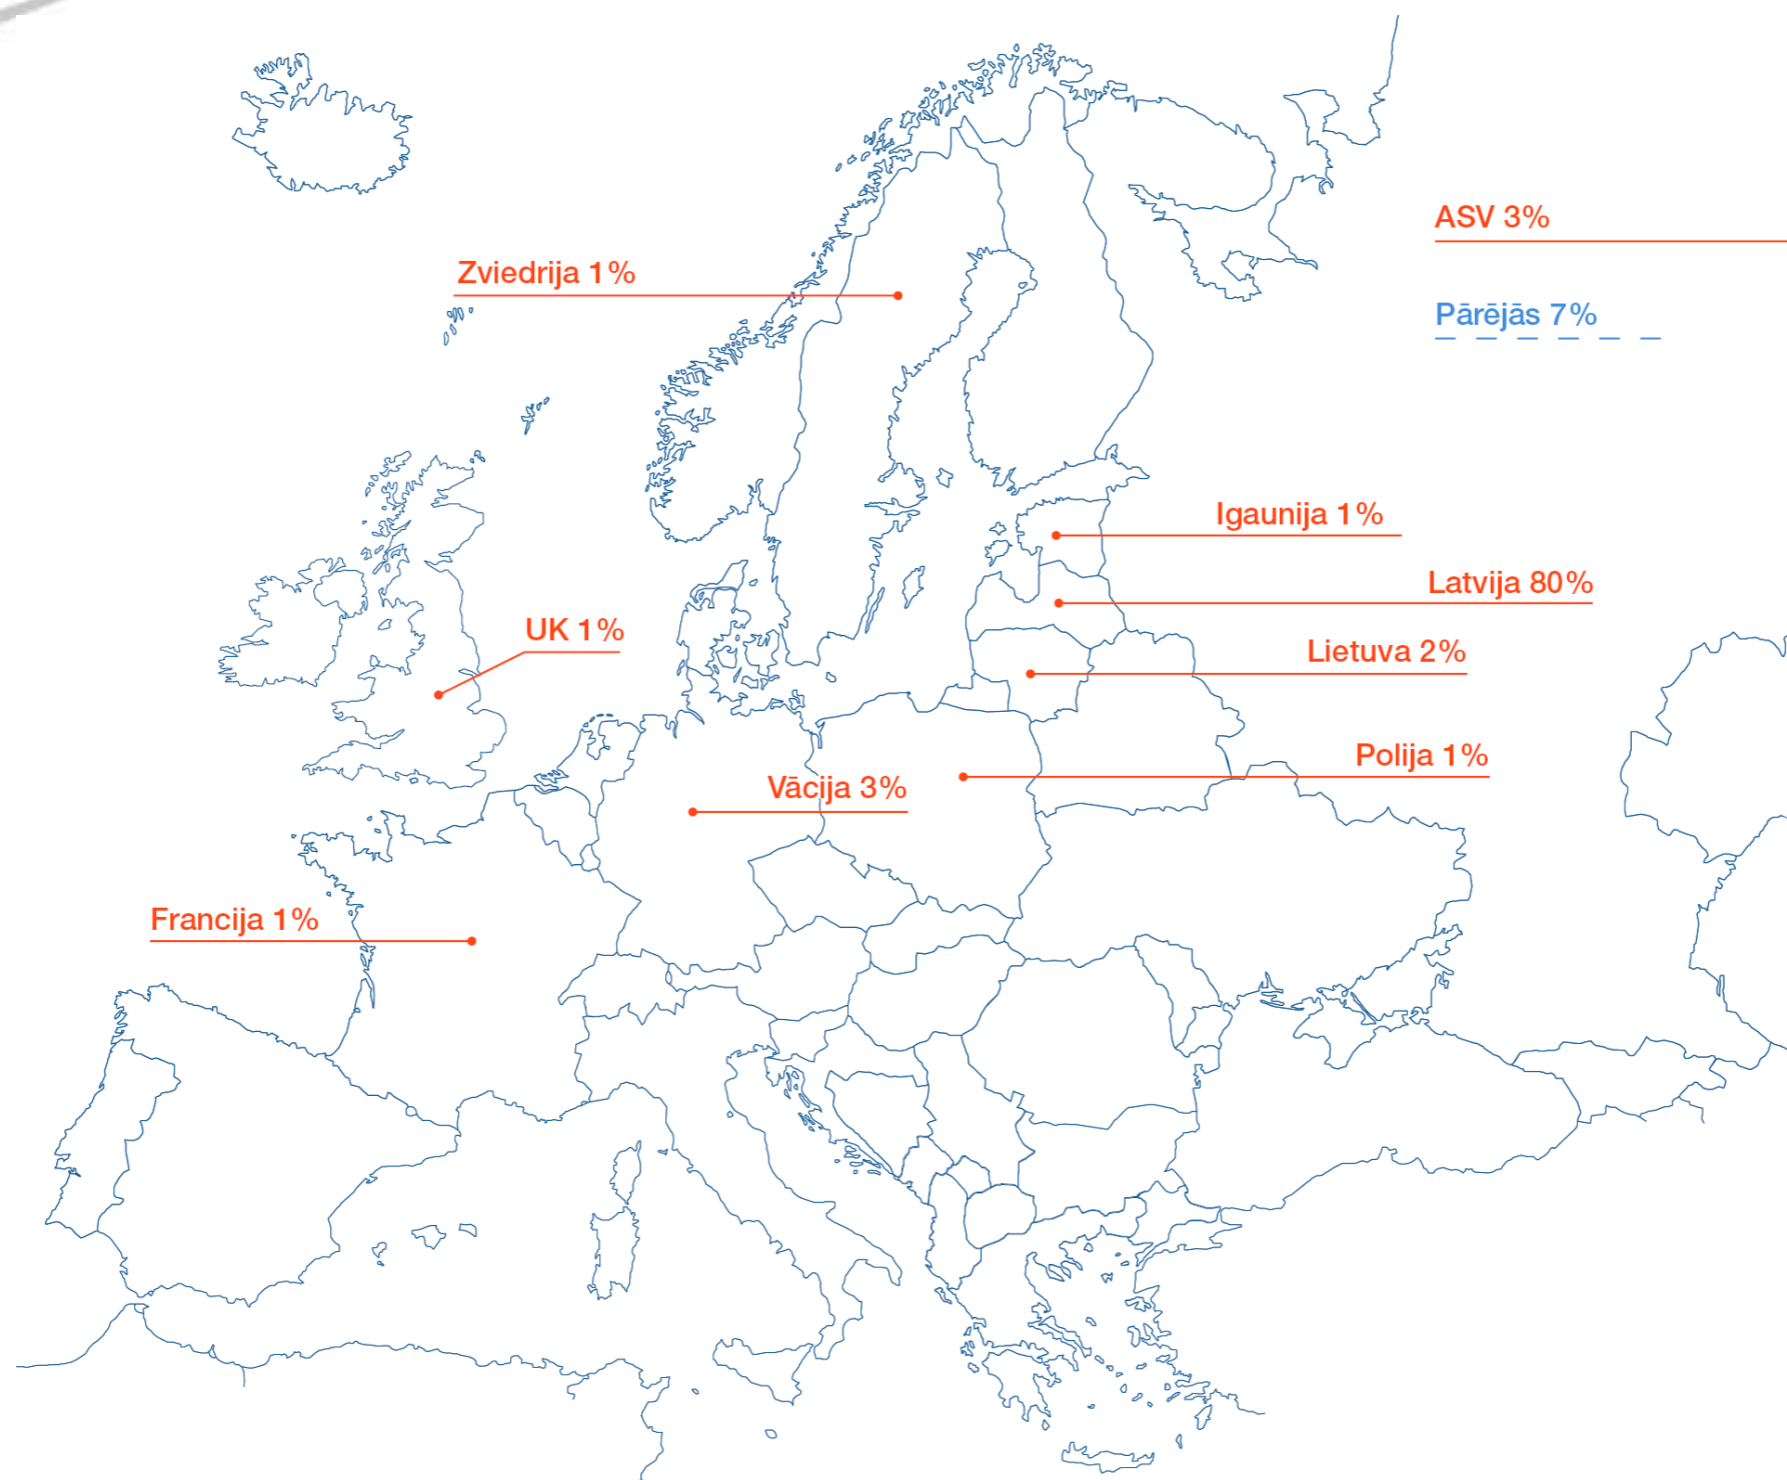 ASV 3%
Zviedrija 1%
Pārējās 7%
Igaunija 1%
Latvija 80%
UK 1%
Lietuva 2%
Polija 1%
Vācija 3%
Francija 1%